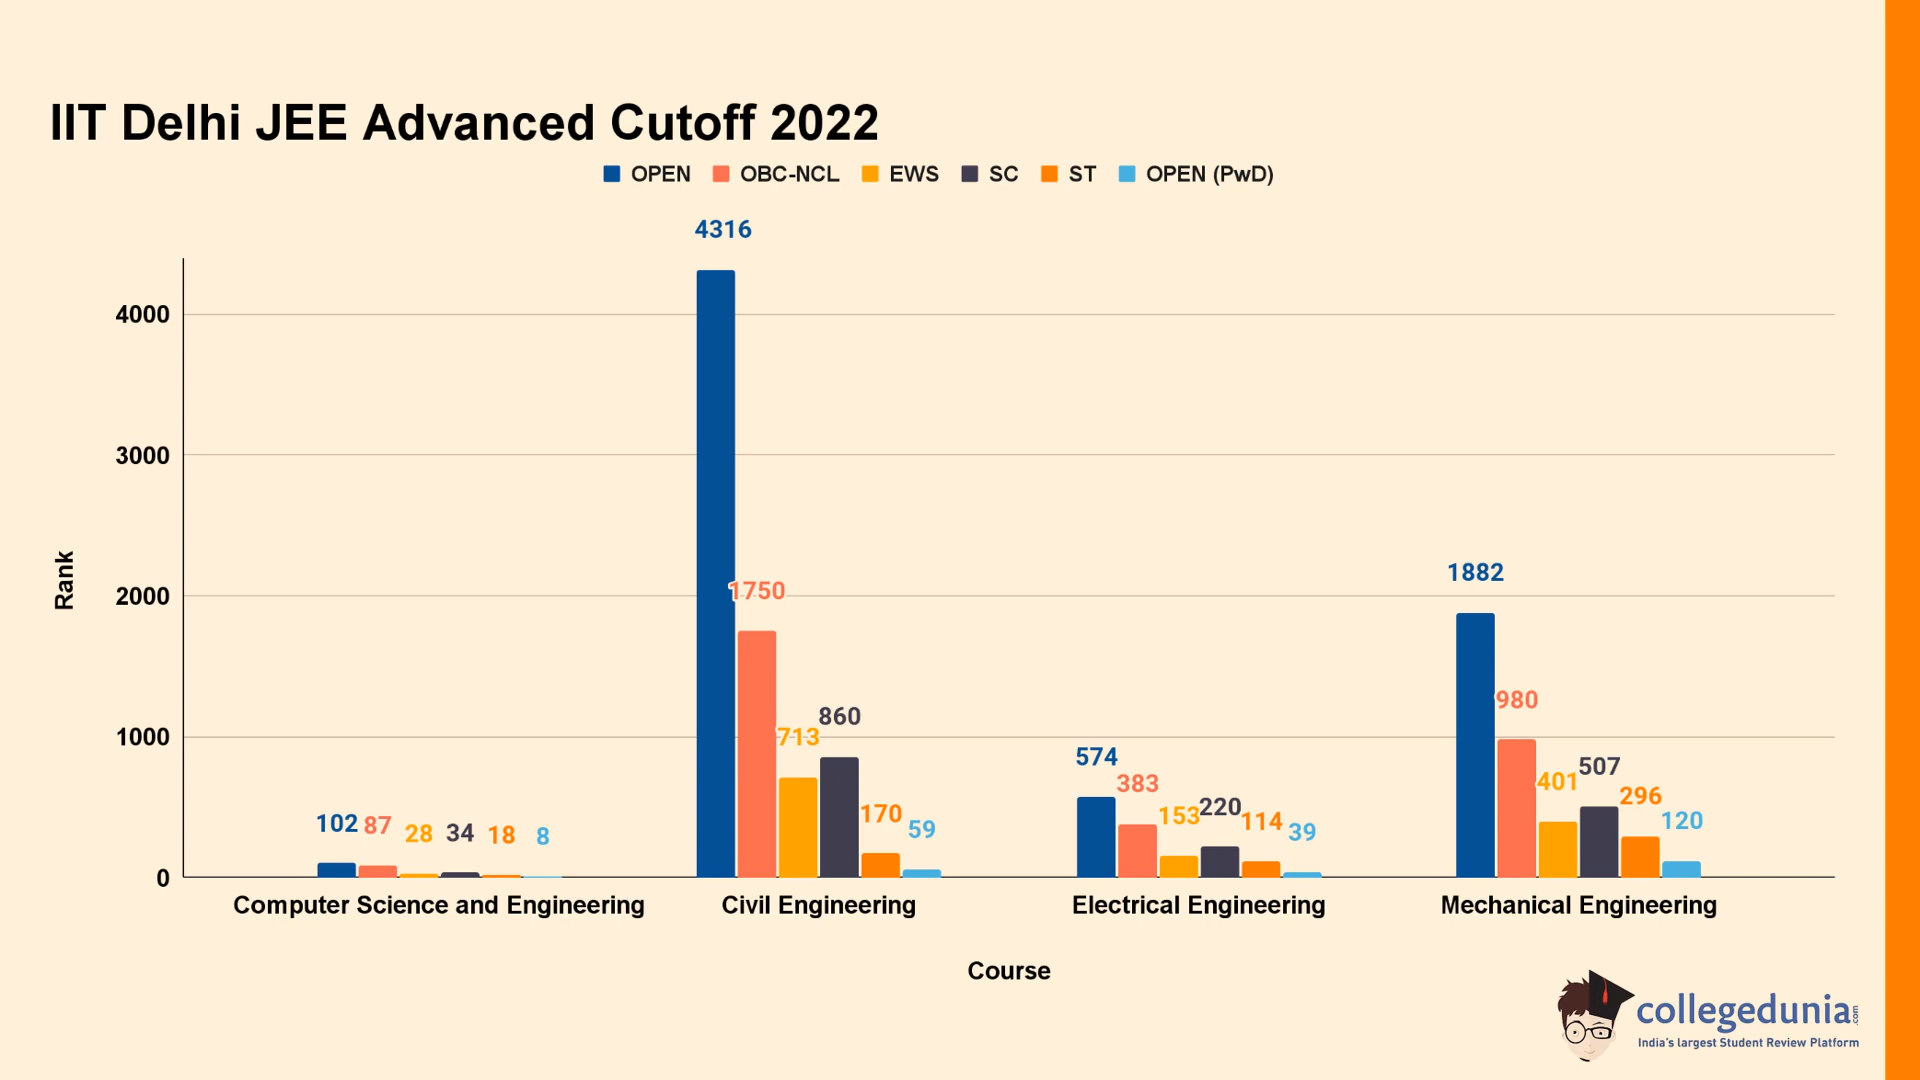 IIT Delhi JEE Advanced Cutoff 2022
OPEN OBC-NCL EWS SC ST OPEN (PwD)
Rank
4000
3000
2000
1000
0
102 87 28 34 18 8
4316 1750 713 860 170 59
574 383 153 220 114 39
1882 980 401 507 296 120
Computer Science and Engineering Civil Engineering Electrical Engineering Mechanical Engineering
Course
collegedunia.com
India's largest Student Review Platform